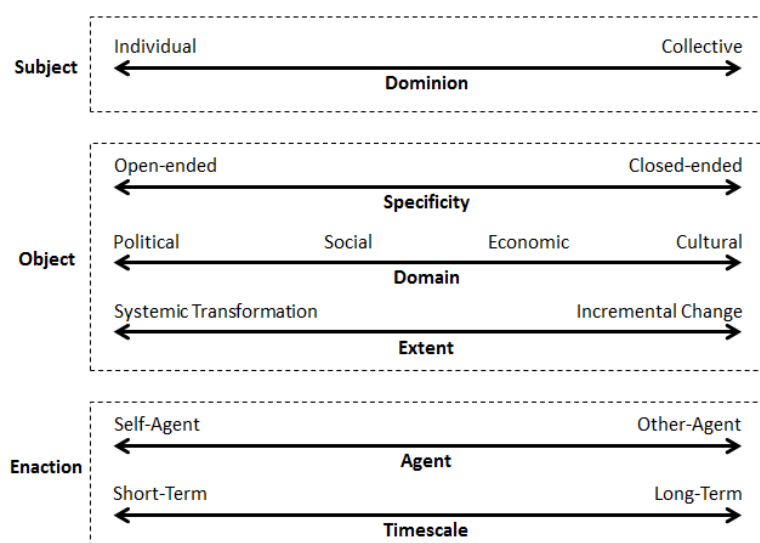 Individual Collective
Subject
Dominion
Open-ended Closed-ended
Specificity
Political Social Economic Cultural
Object
Domain
Systemic Transformation Incremental Change
Extent
Self-Agent Other-Agent
Agent
Enaction
Short-Term Long-Term
Timescale